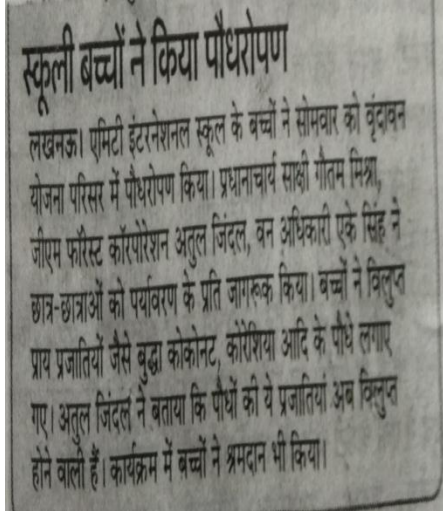 स्कूली बच्चों ने किया पौधरोपण
लखनऊ। एमिटी इंटरनेशनल स्कूल के बच्चों ने सोमवार को वृंदावन
योजना परिसर में पौधरोपण किया। प्रधानाचार्य साक्षी गौतम मिश्रा,
जीएम फॉरेस्ट कॉरपोरेशन अतुल जिंदल, वन अधिकारी एके सिंह ने
छात्र-छात्राओं को पर्यावरण के प्रति जागरूक किया। बच्चों ने विलुप्त
प्राय प्रजातियों जैसे बुद्धा कोकोनट, कोरेशिया आदि के पौधे लगाए
गए। अतुल जिंदल ने बताया कि पौधों की ये प्रजातियां अब विलुप्त
होने वाली हैं। कार्यक्रम में बच्चों ने श्रमदान भी किया।